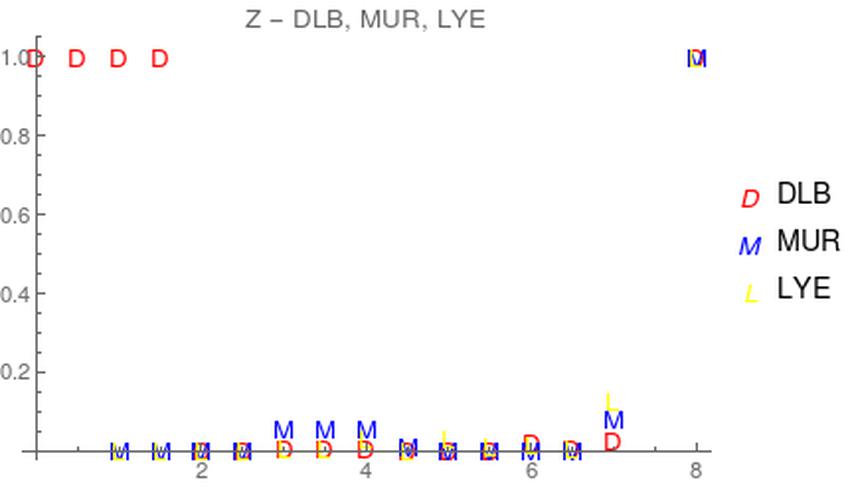 Z – DLB, MUR, LYE
1.0 D D D D M
0.8
0.6
0.4
0.2
D DLB
M MUR
L LYE
L
M M M M
D
M M M M D D D M M M D M D M
2 4 6 8